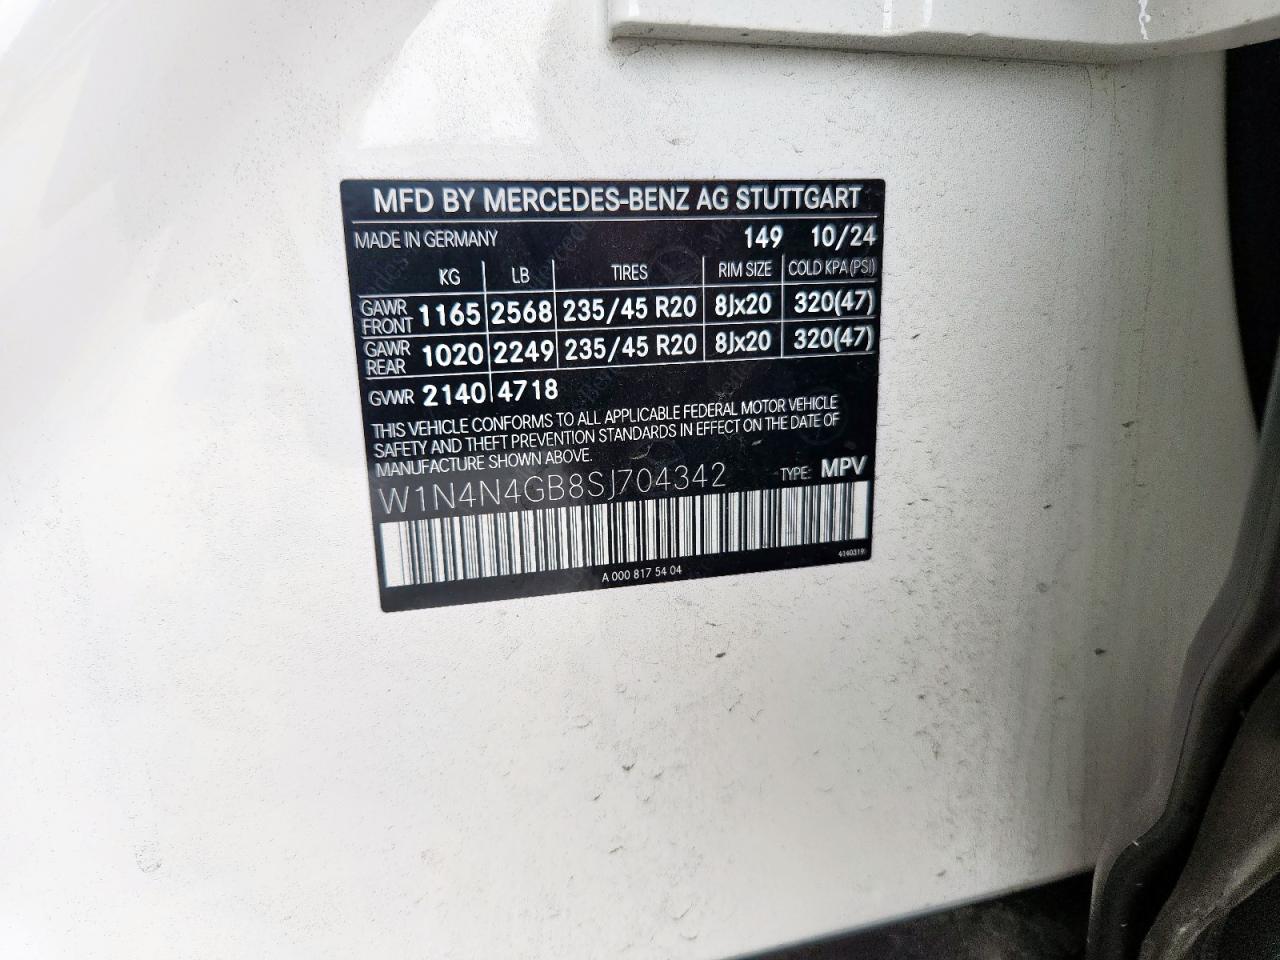 MFD BY MERCEDES-BENZ AG STUTTGART
MADE IN GERMANY 149 10/24
KG LB TIRES RIM SIZE COLD KPA (PSI)
GAWR FRONT 1165 2568 235/45 R20 8Jx20 320(47)
GAWR REAR 1020 2249 235/45 R20 8Jx20 320(47)
GVWR 2140 4718
THIS VEHICLE CONFORMS TO ALL APPLICABLE FEDERAL MOTOR VEHICLE
SAFETY AND THEFT PREVENTION STANDARDS IN EFFECT ON THE DATE OF
MANUFACTURE SHOWN ABOVE.
W1N4N4GB8SJ704342 TYPE: MPV
4140319
A 000 817 54 04